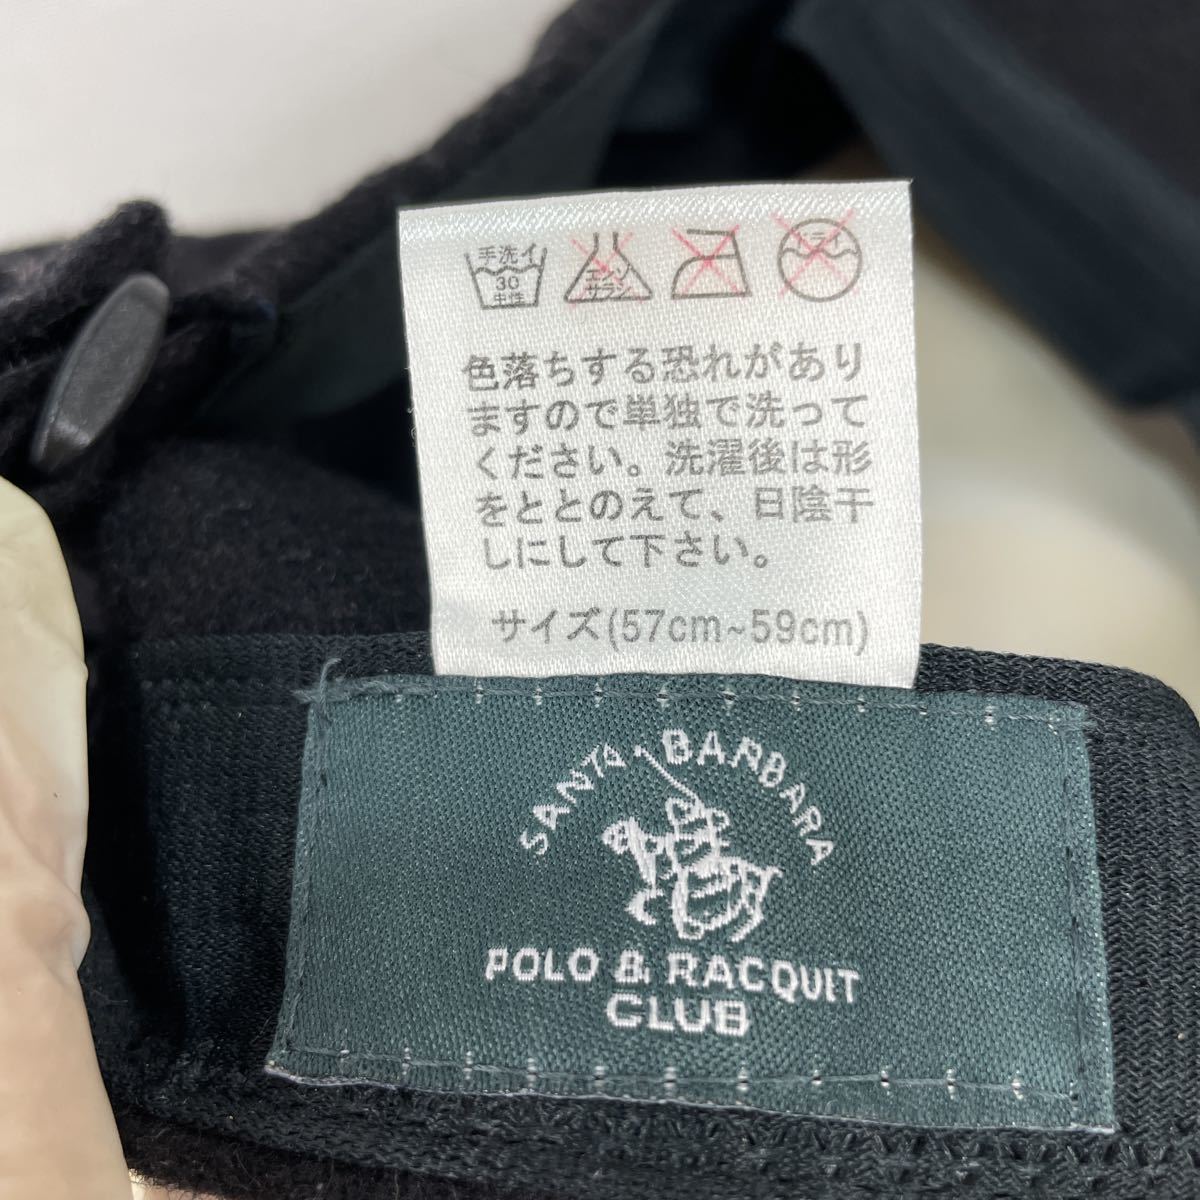 手洗イ
30
中性
エンソ
サラシ
ドライ
色落ちする恐れがあり
ますので単独で洗って
ください。洗濯後は形
をととのえて、日陰干
しにして下さい。
サイズ(57cm~59cm)
SANTA・BARBARA
POLO & RACQUIT
CLUB